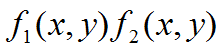 f₁(x, y)f₂(x, y)